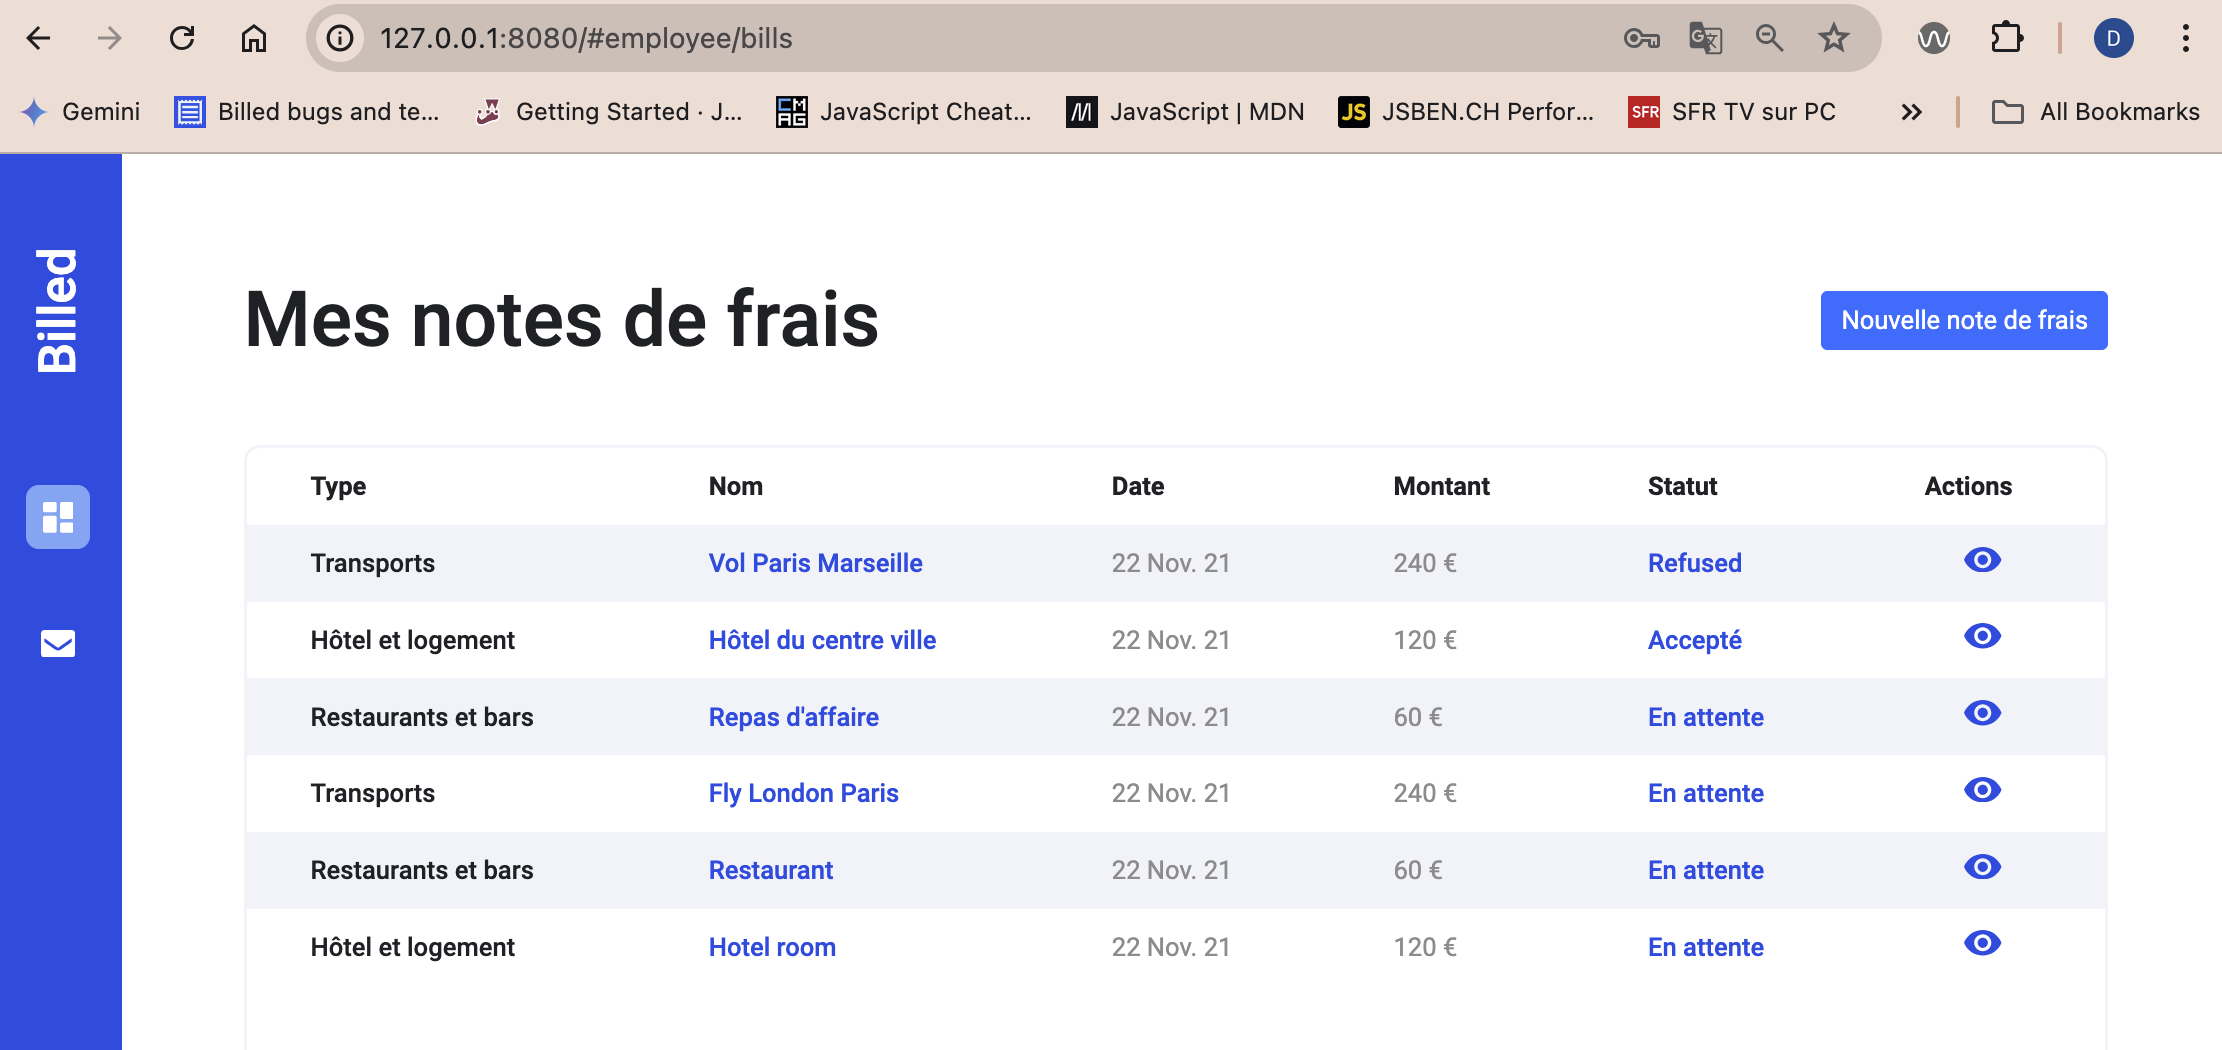 127.0.0.1:8080/#employee/bills
D
Gemini
Billed bugs and te...
Getting Started · J...
CM AG
JavaScript Cheat...
M
JavaScript | MDN
JS
JSBEN.CH Perfor...
SFR
SFR TV sur PC
All Bookmarks
Billed
Mes notes de frais
Nouvelle note de frais
Type Nom Date Montant Statut Actions
Transports Vol Paris Marseille 22 Nov. 21 240 € Refused
Hôtel et logement Hôtel du centre ville 22 Nov. 21 120 € Accepté
Restaurants et bars Repas d'affaire 22 Nov. 21 60 € En attente
Transports Fly London Paris 22 Nov. 21 240 € En attente
Restaurants et bars Restaurant 22 Nov. 21 60 € En attente
Hôtel et logement Hotel room 22 Nov. 21 120 € En attente